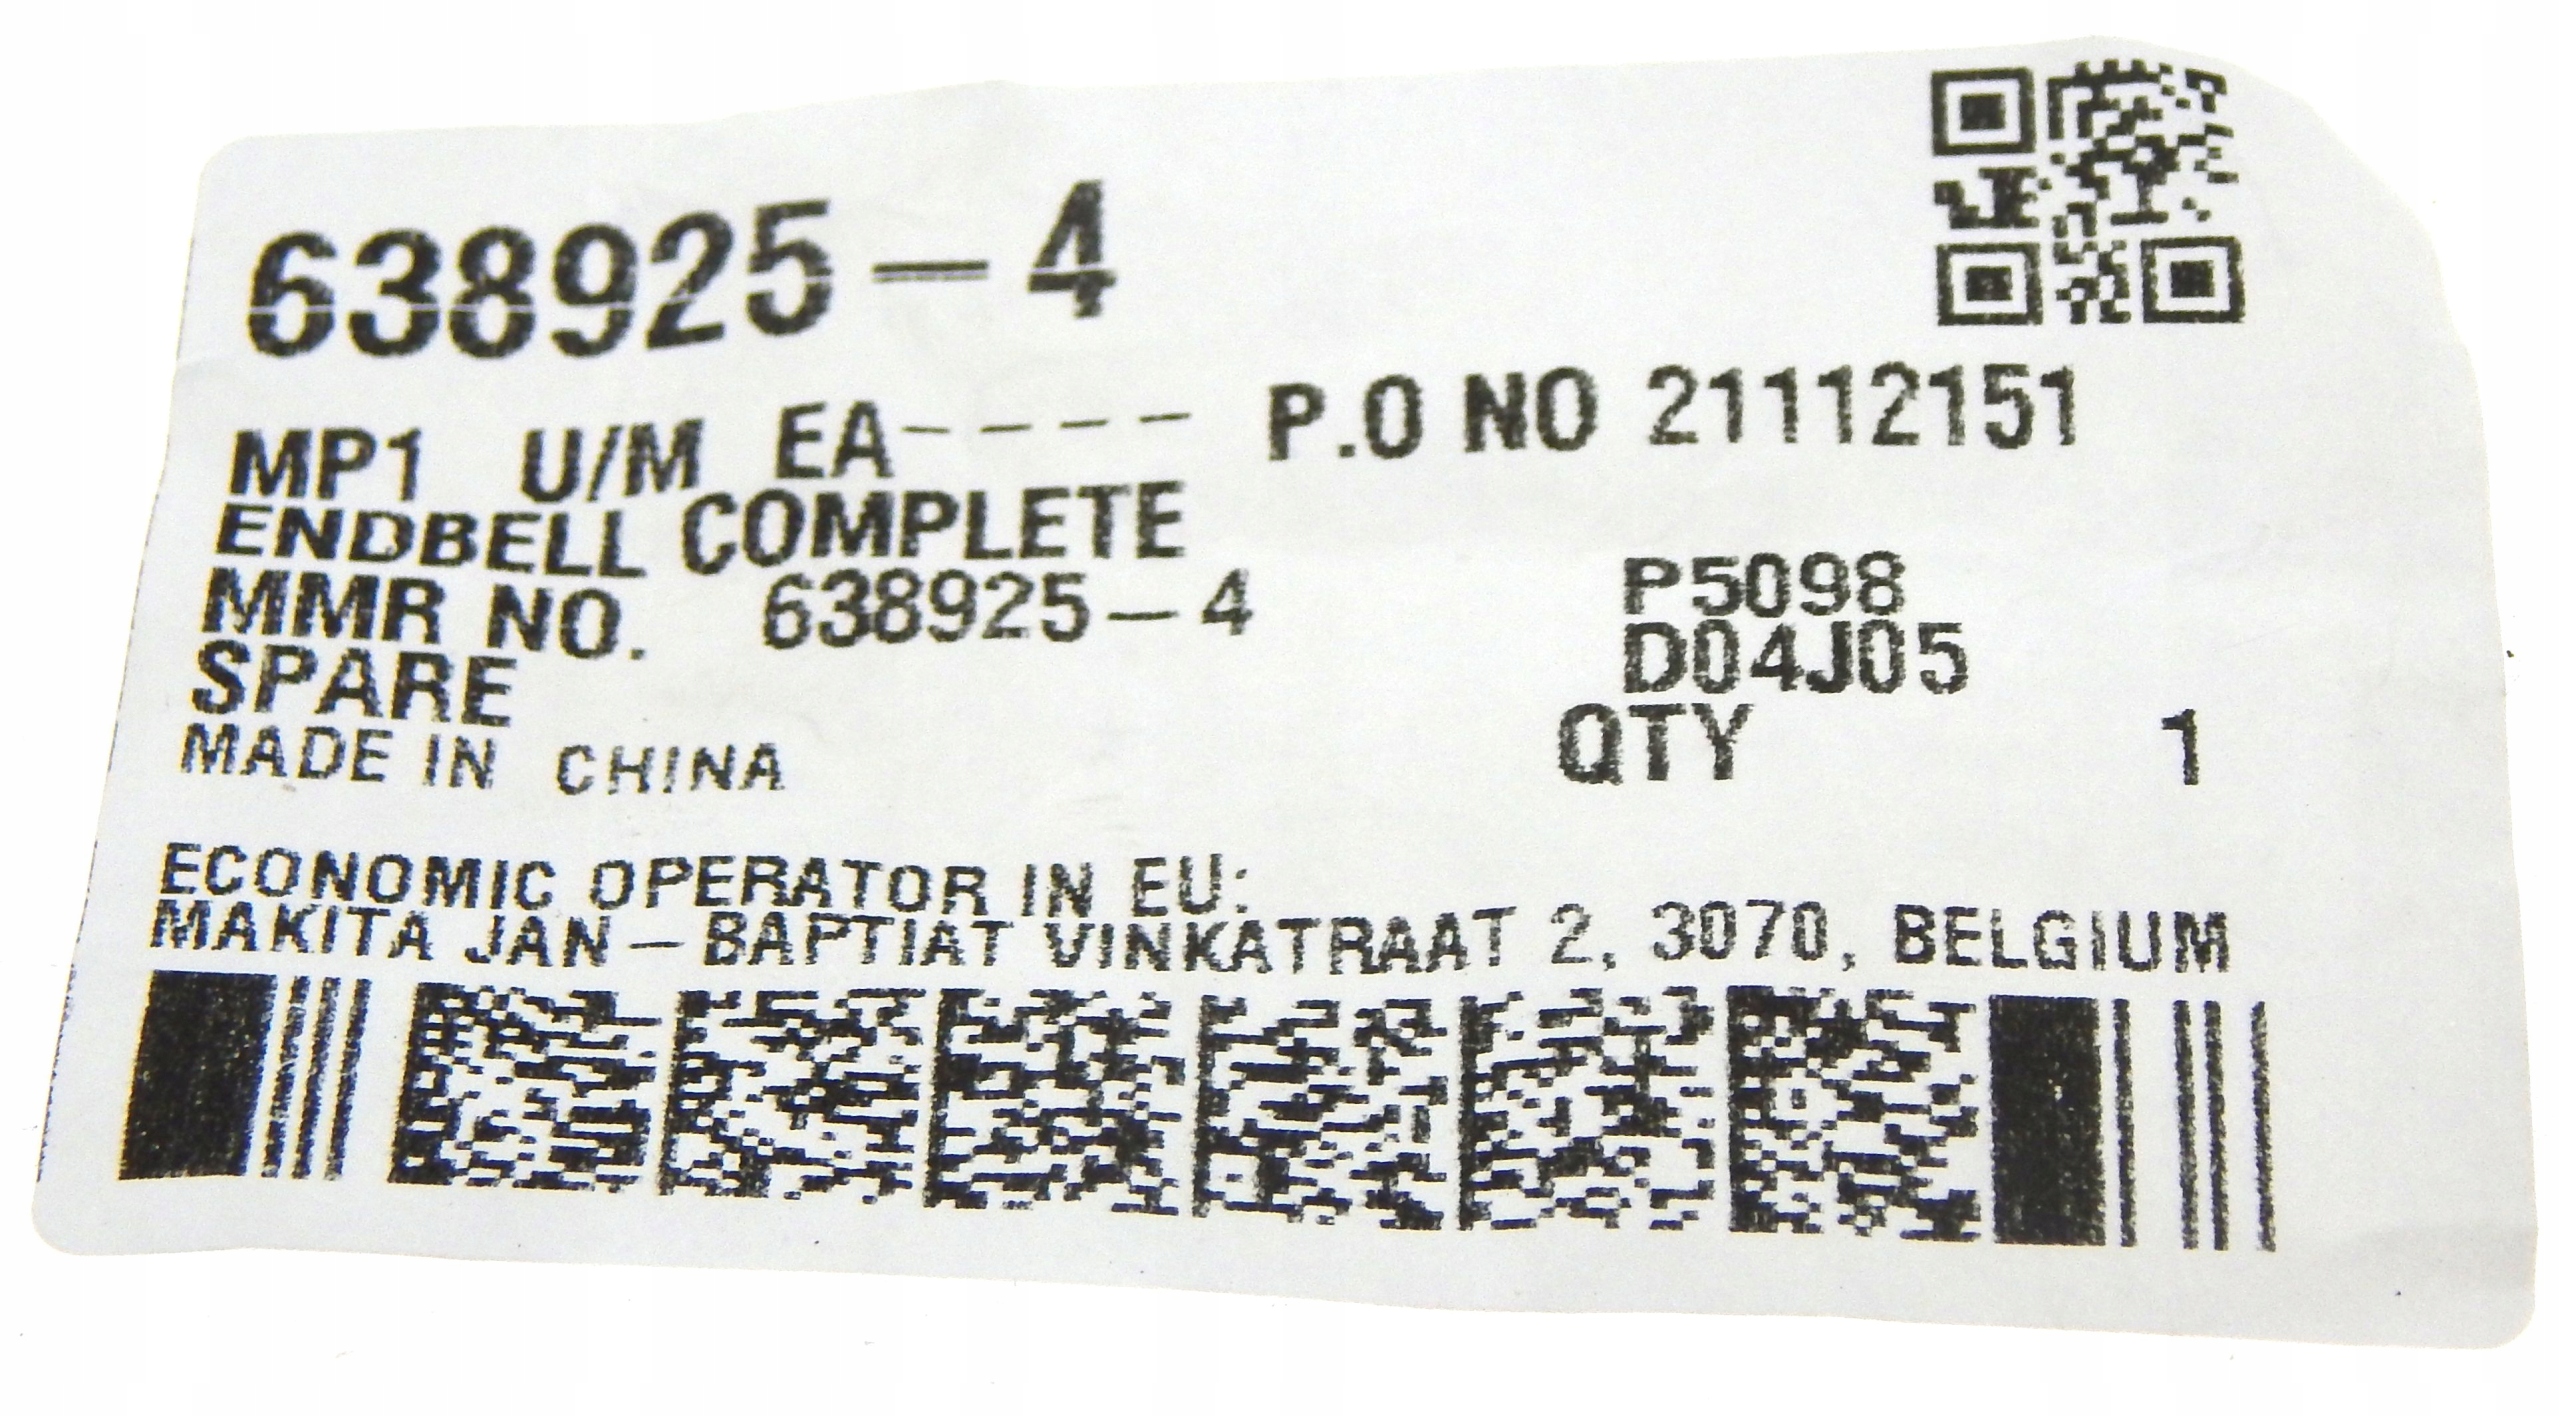 638925-4
MP1 U/M EA---- P.O NO 21112151
ENDBELL COMPLETE
MMR NO. 638925-4 P5098
SPARE D04J05
MADE IN CHINA QTY 1
ECONOMIC OPERATOR IN EU:
MAKITA JAN-BAPTIAT VINKATRAAT 2, 3070, BELGIUM